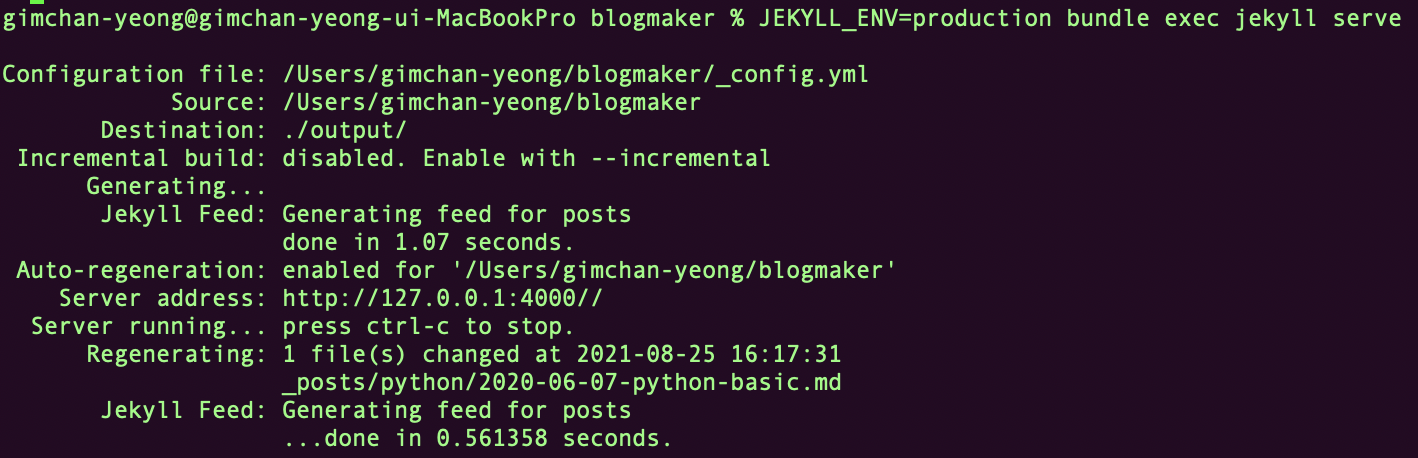 gimchan-yeong@gimchan-yeong-ui-MacBookPro blogmaker % JEKYLL_ENV=production bundle exec jekyll serve
Configuration file: /Users/gimchan-yeong/blogmaker/_config.yml
Source: /Users/gimchan-yeong/blogmaker
Destination: ./output/
Incremental build: disabled. Enable with --incremental
Generating...
Jekyll Feed: Generating feed for posts
done in 1.07 seconds.
Auto-regeneration: enabled for '/Users/gimchan-yeong/blogmaker'
Server address: http://127.0.0.1:4000//
Server running... press ctrl-c to stop.
Regenerating: 1 file(s) changed at 2021-08-25 16:17:31
_posts/python/2020-06-07-python-basic.md
Jekyll Feed: Generating feed for posts
...done in 0.561358 seconds.